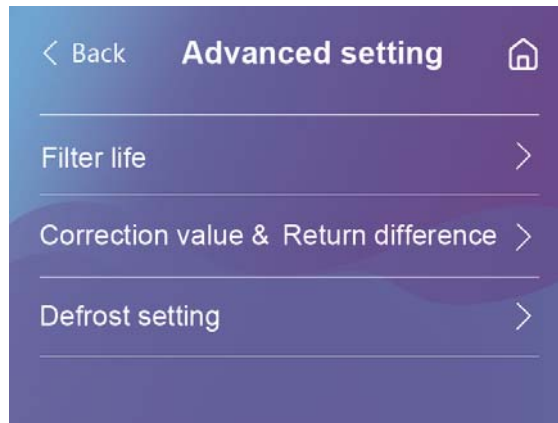 Back Advanced setting
Filter life
Correction value & Return difference
Defrost setting